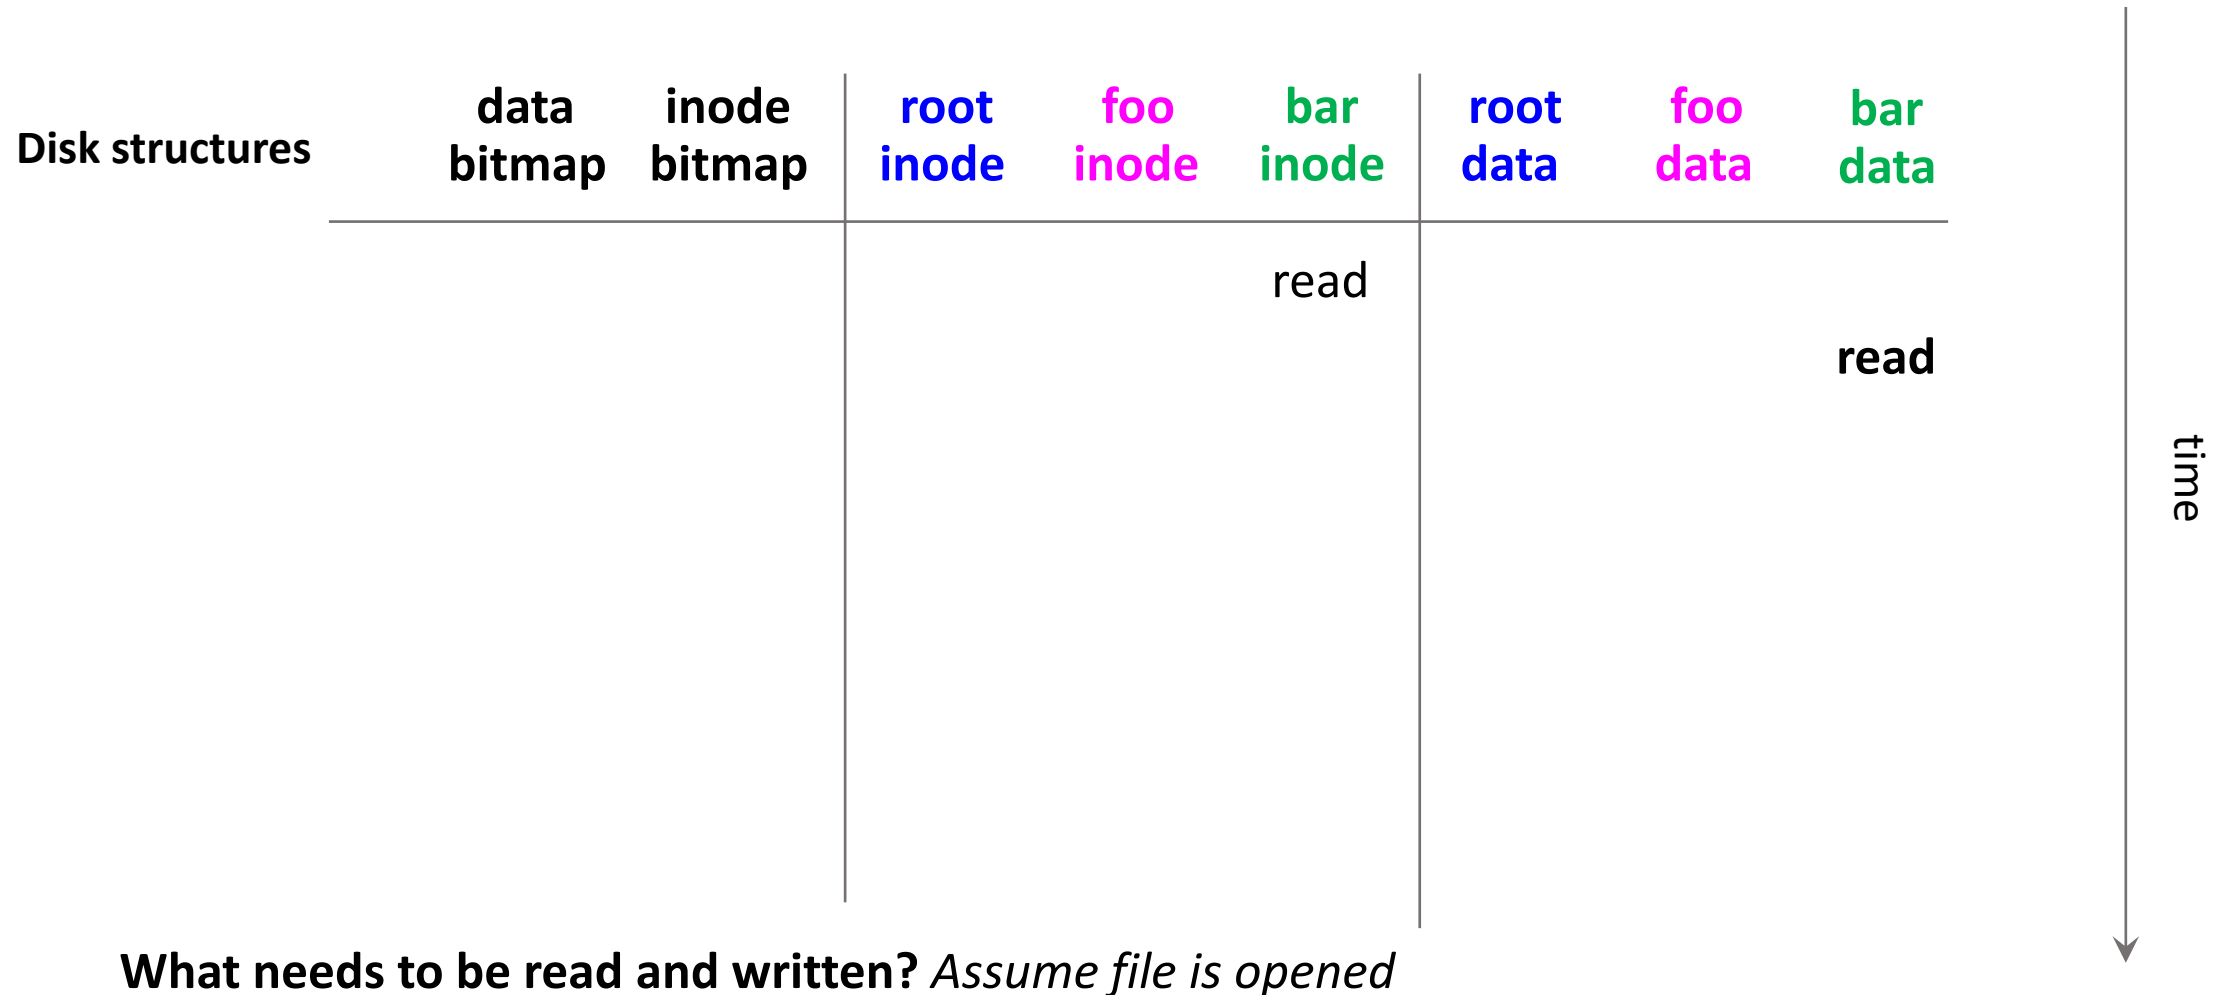 Disk structures
data bitmap
inode bitmap
root inode
foo inode
bar inode
root data
foo data
bar data
read
read
time
What needs to be read and written? Assume file is opened